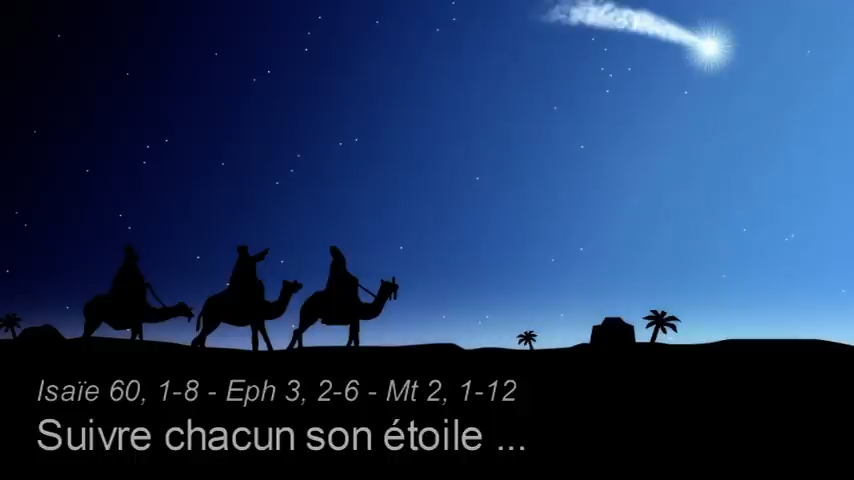 Isaïe 60, 1-8 - Eph 3, 2-6 - Mt 2, 1-12
Suivre chacun son étoile ...